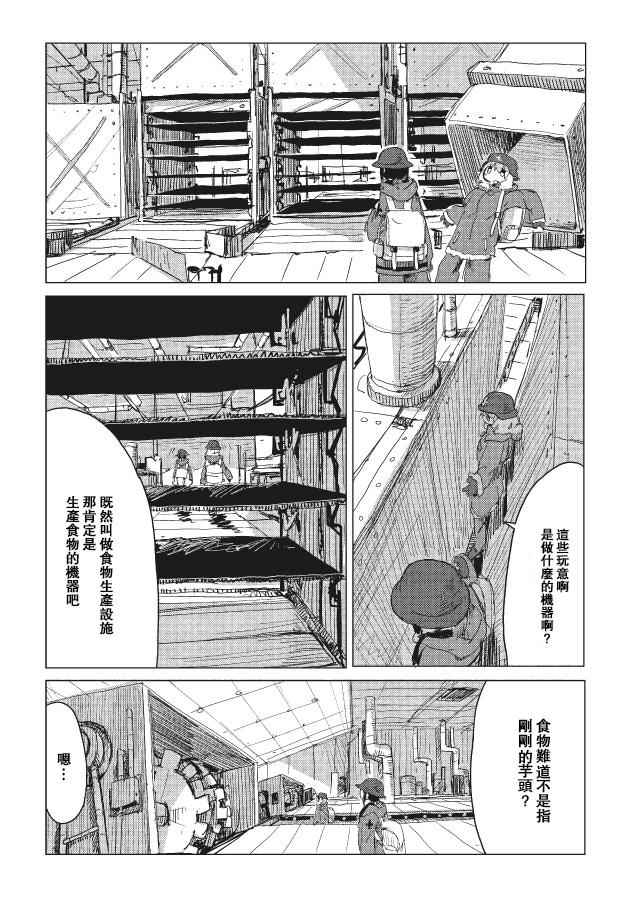 這些玩意啊
是做什麼的機器啊？
既然叫做食物生產設施
那肯定是
生產食物的機器吧
食物難道不是指
剛剛的芋頭？
嗯…